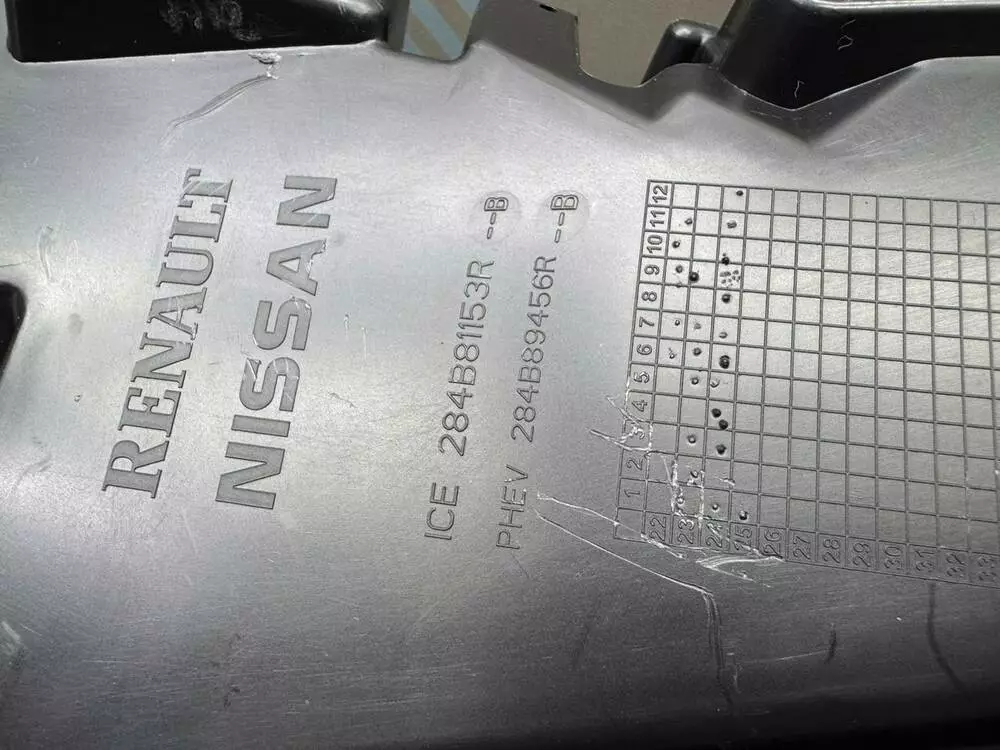 RENAULT
NISSAN
ICE 284B81153R --B
PHEV 284B89456R --B
1 2 3 4 5 6 7 8 9 10 11 12
22 23 24 25 26 27 28 29 30 31 32 33